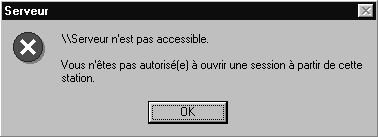 Serveur
\\Serveur n'est pas accessible.
Vous n'êtes pas autorisé(e) à ouvrir une session à partir de cette
station.
OK